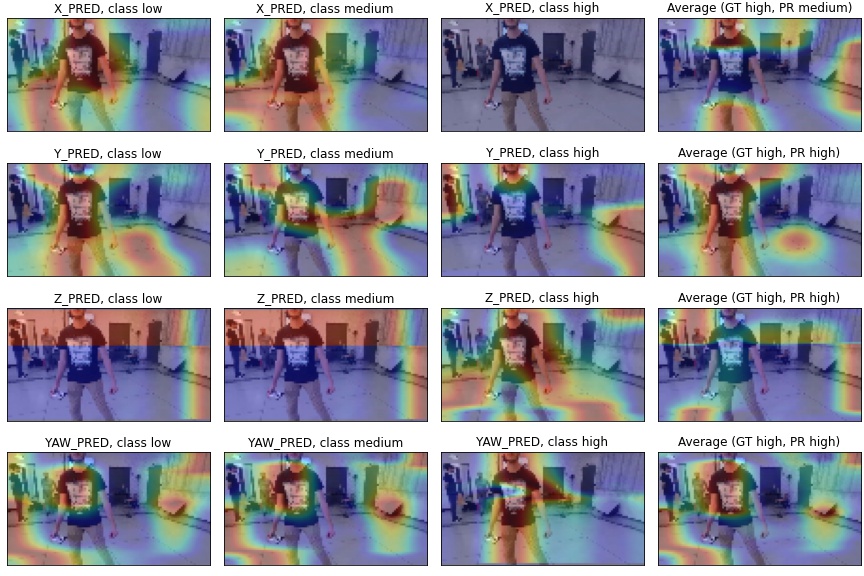 X_PRED, class low
X_PRED, class medium
X_PRED, class high
Average (GT high, PR medium)
Y_PRED, class low
Y_PRED, class medium
Y_PRED, class high
Average (GT high, PR high)
Z_PRED, class low
Z_PRED, class medium
Z_PRED, class high
Average (GT high, PR high)
YAW_PRED, class low
YAW_PRED, class medium
YAW_PRED, class high
Average (GT high, PR high)